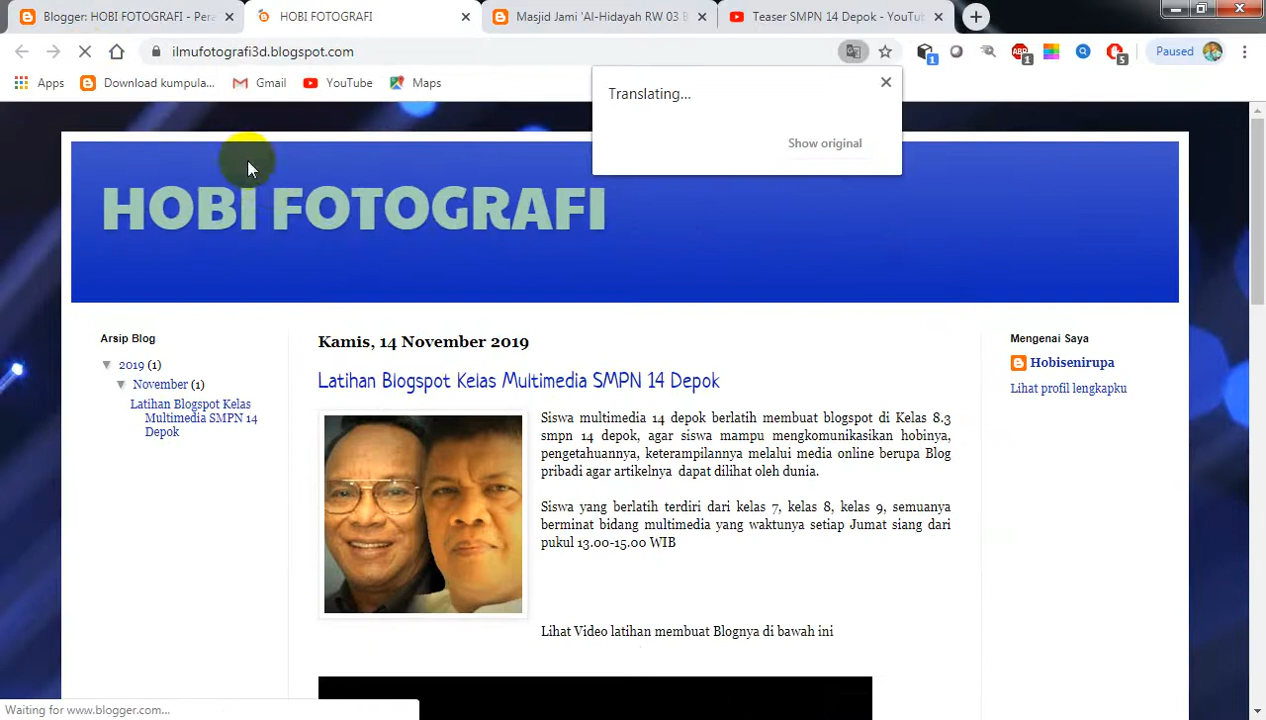 Blogger: HOBI FOTOGRAFI - Pera
HOBI FOTOGRAFI
Masjid Jami 'Al-Hidayah RW 03 B
Teaser SMPN 14 Depok - YouTu
ilmufotografi3d.blogspot.com
1
1
5
Paused
Apps
Download kumpula...
Gmail
YouTube
Maps
Translating...
Show original
HOBI FOTOGRAFI
Arsip Blog
▼ 2019 (1)
▼ November (1)
Latihan Blogspot Kelas
Multimedia SMPN 14
Depok
Kamis, 14 November 2019
Latihan Blogspot Kelas Multimedia SMPN 14 Depok
Siswa multimedia 14 depok berlatih membuat blogspot di Kelas 8.3
smpn 14 depok, agar siswa mampu mengkomunikasikan hobinya,
pengetahuannya, keterampilannya melalui media online berupa Blog
pribadi agar artikelnya dapat dilihat oleh dunia.
Siswa yang berlatih terdiri dari kelas 7, kelas 8, kelas 9, semuanya
berminat bidang multimedia yang waktunya setiap Jumat siang dari
pukul 13.00-15.00 WIB
Lihat Video latihan membuat Blognya di bawah ini
Mengenai Saya
Hobisenirupa
Lihat profil lengkapku
Waiting for www.blogger.com...